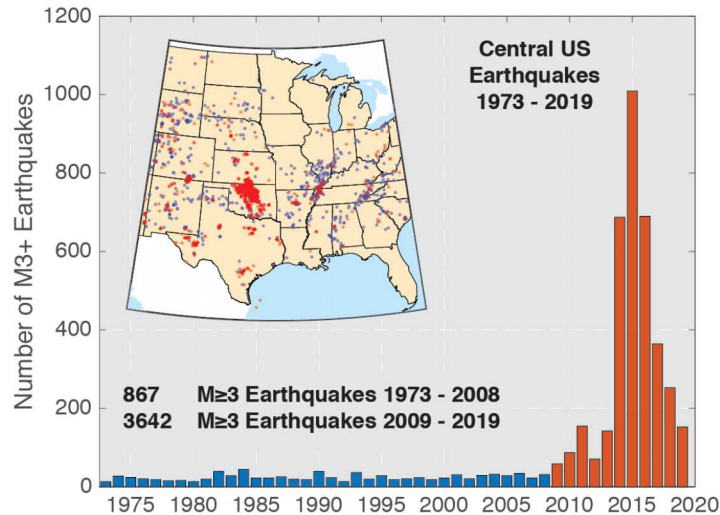 Central US
Earthquakes
1973 - 2019
Number of M3+ Earthquakes
1200
1000
800
600
400
200
0
867 M≥3 Earthquakes 1973 - 2008
3642 M≥3 Earthquakes 2009 - 2019
1975 1980 1985 1990 1995 2000 2005 2010 2015 2020